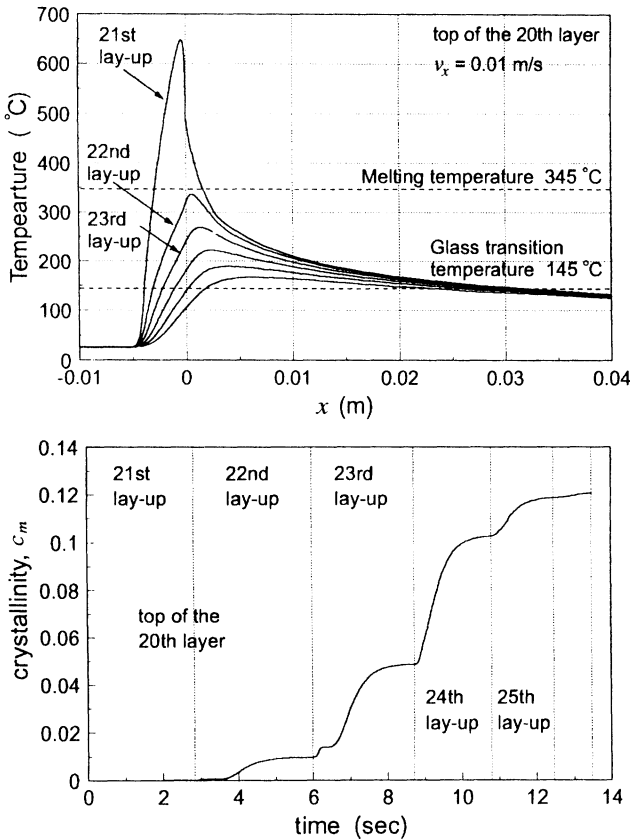 700
600
500
400
300
200
100
0
Tempearture ( °C)
21st
lay-up
22nd
lay-up
23rd
lay-up
top of the 20th layer
vₓ = 0.01 m/s
Melting temperature 345 °C
Glass transition
temperature 145 °C
-0.01
0
0.01
0.02
0.03
0.04
x (m)
0.14
0.12
0.1
0.08
0.06
0.04
0.02
0
crystallinity, cₘ
21st
lay-up
22nd
lay-up
23rd
lay-up
top of the
20th layer
24th
lay-up
25th
lay-up
0
2
4
6
8
10
12
14
time (sec)